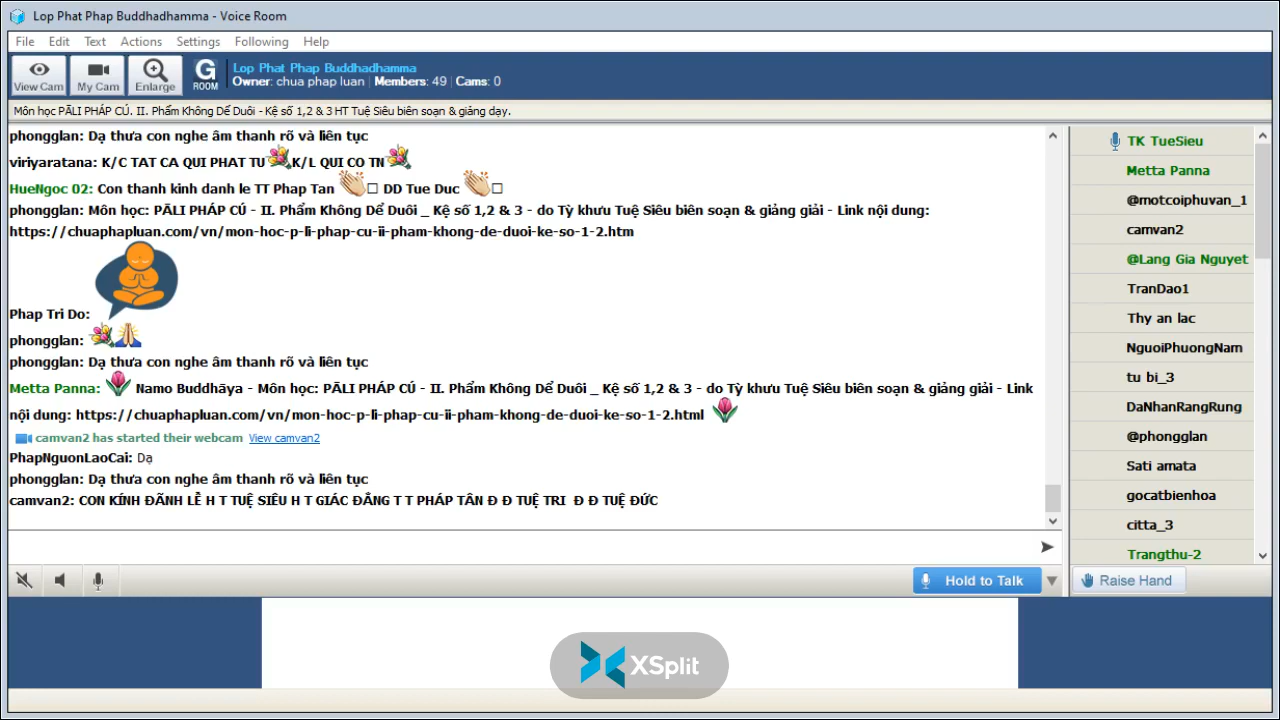 Lop Phat Phap Buddhadhamma - Voice Room
File Edit Text Actions Settings Following Help
View Cam
My Cam
Enlarge
G
ROOM
Lop Phat Phap Buddhadhamma
Owner: chua phap luan | Members: 49 | Cams: 0
Môn học PĀLI PHÁP CÚ. II. Phẩm Không Dể Duôi - Kệ số 1,2 & 3 HT Tuệ Siêu biên soạn & giảng dạy.
phongglan: Dạ thưa con nghe âm thanh rõ và liên tục
viriyaratana: K/C TAT CA QUI PHAT TU K/L QUI CO TN
HueNgoc 02: Con thanh kinh danh le TT Phap Tan DD Tue Duc
phongglan: Môn học: PĀLI PHÁP CÚ - II. Phẩm Không Dể Duôi _ Kệ số 1,2 & 3 - do Tỳ khưu Tuệ Siêu biên soạn & giảng giải - Link nội dung:
https://chuaphapluan.com/vn/mon-hoc-p-li-phap-cu-ii-pham-khong-de-duoi-ke-so-1-2.htm
Phap Tri Do:
phongglan:
phongglan: Dạ thưa con nghe âm thanh rõ và liên tục
Metta Panna: Namo Buddhāya - Môn học: PĀLI PHÁP CÚ - II. Phẩm Không Dể Duôi _ Kệ số 1,2 & 3 - do Tỳ khưu Tuệ Siêu biên soạn & giảng giải - Link
nội dung: https://chuaphapluan.com/vn/mon-hoc-p-li-phap-cu-ii-pham-khong-de-duoi-ke-so-1-2.html
camvan2 has started their webcam View camvan2
PhapNguonLaoCai: Dạ
phongglan: Dạ thưa con nghe âm thanh rõ và liên tục
camvan2: CON KÍNH ĐÃNH LỄ H T TUỆ SIÊU H T GIÁC ĐẲNG T T PHÁP TÂN Đ Đ TUỆ TRI Đ Đ TUỆ ĐỨC
TK TueSieu
Metta Panna
@motcoiphuvan_1
camvan2
@Lang Gia Nguyet
TranDao1
Thy an lac
NguoiPhuongNam
tu bi_3
DaNhanRangRung
@phongglan
Sati amata
gocatbienhoa
citta_3
Trangthu-2
Hold to Talk
Raise Hand
XSplit